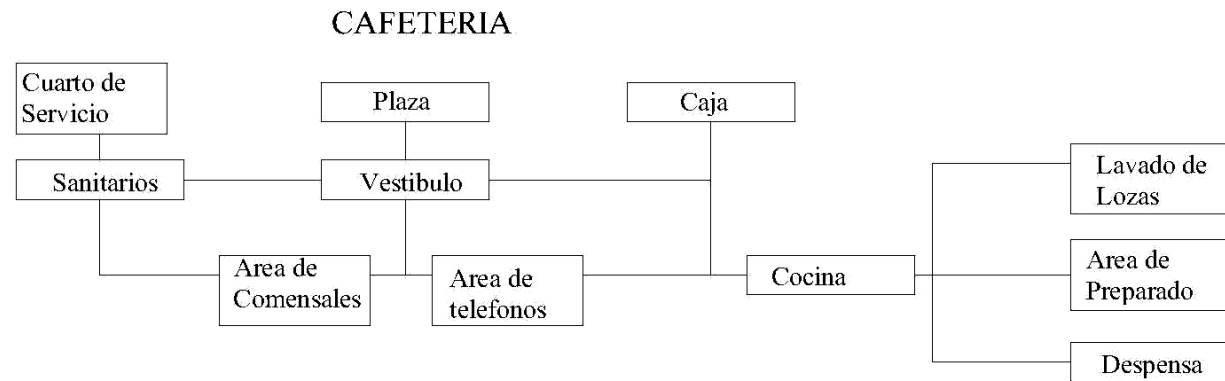 CAFETERIA
Cuarto de
Servicio
Plaza
Caja
Sanitarios
Vestibulo
Lavado de
Lozas
Area de
Comensales
Area de
telefonos
Cocina
Area de
Preparado
Despensa